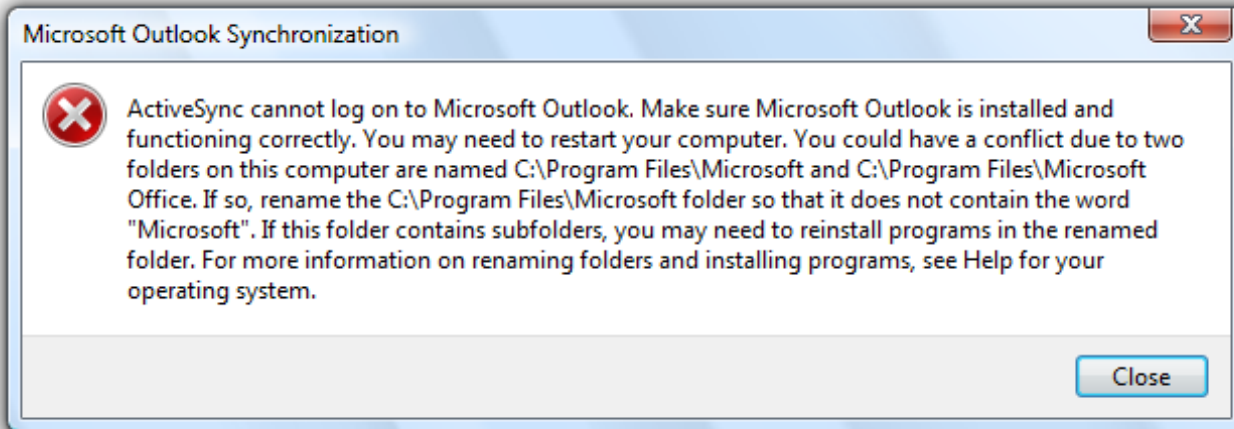 Microsoft Outlook Synchronization
ActiveSync cannot log on to Microsoft Outlook. Make sure Microsoft Outlook is installed and
functioning correctly. You may need to restart your computer. You could have a conflict due to two
folders on this computer are named C:\Program Files\Microsoft and C:\Program Files\Microsoft
Office. If so, rename the C:\Program Files\Microsoft folder so that it does not contain the word
"Microsoft". If this folder contains subfolders, you may need to reinstall programs in the renamed
folder. For more information on renaming folders and installing programs, see Help for your
operating system.
Close